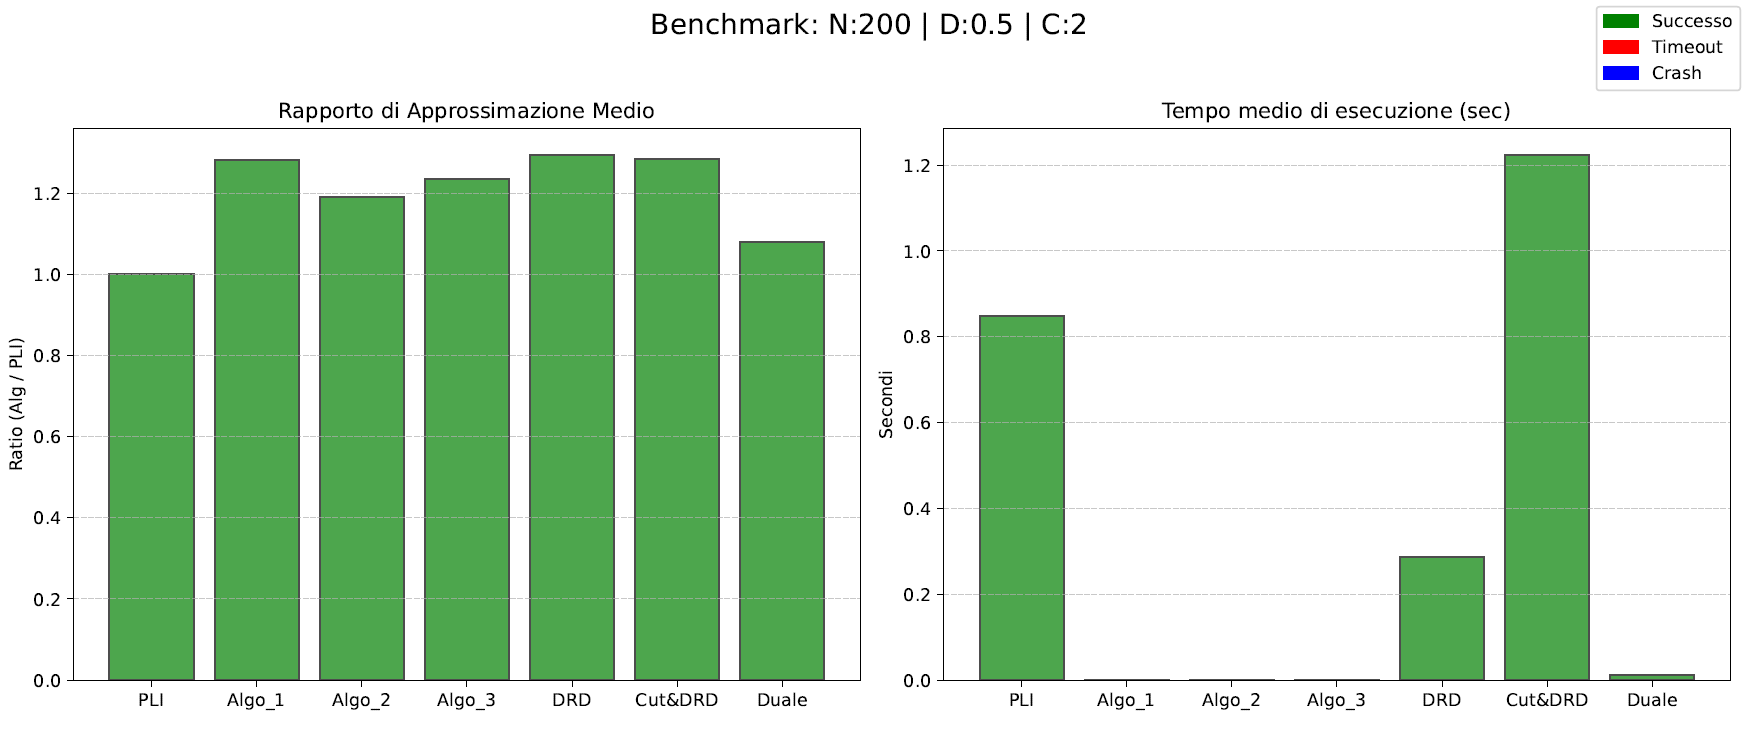 Benchmark: N:200 | D:0.5 | C:2
Successo
Timeout
Crash
Rapporto di Approssimazione Medio
Ratio (Alg / PLI)
1.2
1.0
0.8
0.6
0.4
0.2
0.0
PLI Algo_1 Algo_2 Algo_3 DRD Cut&DRD Duale
Tempo medio di esecuzione (sec)
Secondi
1.2
1.0
0.8
0.6
0.4
0.2
0.0
PLI Algo_1 Algo_2 Algo_3 DRD Cut&DRD Duale